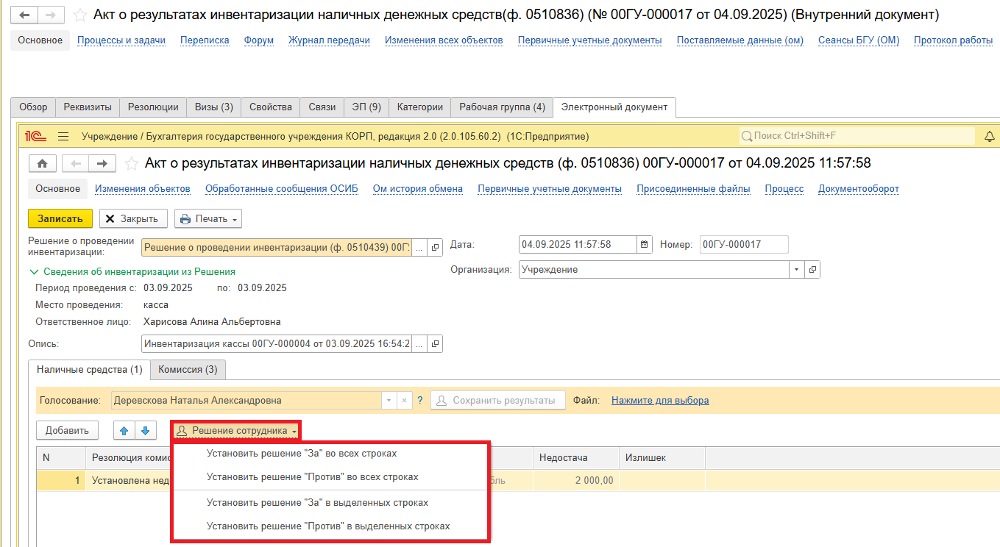 Акт о результатах инвентаризации наличных денежных средств(ф. 0510836) (№ 00ГУ-000017 от 04.09.2025) (Внутренний документ)
Основное Процессы и задачи Переписка Форум Журнал передачи Изменения всех объектов Первичные учетные документы Поставляемые данные (ом) Сеансы БГУ (ОМ) Протокол работы
Обзор Реквизиты Резолюции Визы (3) Свойства Связи ЭП (9) Категории Рабочая группа (4) Электронный документ
1С Учреждение / Бухгалтерия государственного учреждения КОРП, редакция 2.0 (2.0.105.60.2) (1С:Предприятие) Поиск Ctrl+Shift+F
Акт о результатах инвентаризации наличных денежных средств (ф. 0510836) 00ГУ-000017 от 04.09.2025 11:57:58
Основное Изменения объектов Обработанные сообщения ОСИБ Ом история обмена Первичные учетные документы Присоединенные файлы Процесс Документооборот
Записать Закрыть Печать
Решение о проведении инвентаризации: Решение о проведении инвентаризации (ф. 0510439) 00ГУ ... Дата: 04.09.2025 11:57:58 Номер: 00ГУ-000017
Сведения об инвентаризации из Решения Организация: Учреждение
Период проведения с: 03.09.2025 по: 03.09.2025
Место проведения: касса
Ответственное лицо: Харисова Алина Альбертовна
Опись: Инвентаризация кассы 00ГУ-000004 от 03.09.2025 16:54:2 ...
Наличные средства (1) Комиссия (3)
Голосование: Деревскова Наталья Александровна × ? Сохранить результаты Файл: Нажмите для выбора
Добавить Решение сотрудника
N Резолюция комис Недостача Излишек
Установить решение "За" во всех строках
Установить решение "Против" во всех строках
1 Установлена нед бль 2 000,00
Установить решение "За" в выделенных строках
Установить решение "Против" в выделенных строках